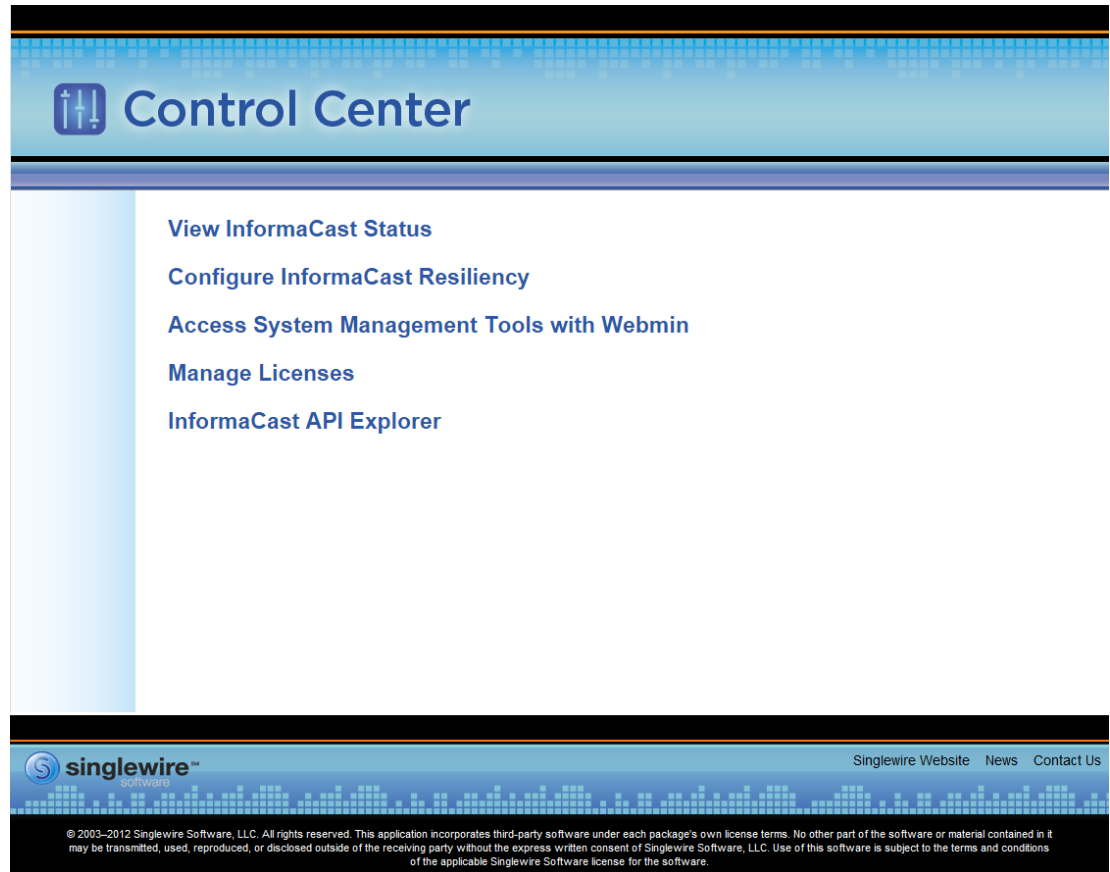 Control Center
View InformaCast Status
Configure InformaCast Resiliency
Access System Management Tools with Webmin
Manage Licenses
InformaCast API Explorer
S singlewire℠
software
Singlewire Website News Contact Us
© 2003–2012 Singlewire Software, LLC. All rights reserved. This application incorporates third-party software under each package's own license terms. No other part of the software or material contained in it
may be transmitted, used, reproduced, or disclosed outside of the receiving party without the express written consent of Singlewire Software, LLC. Use of this software is subject to the terms and conditions
of the applicable Singlewire Software license for the software.